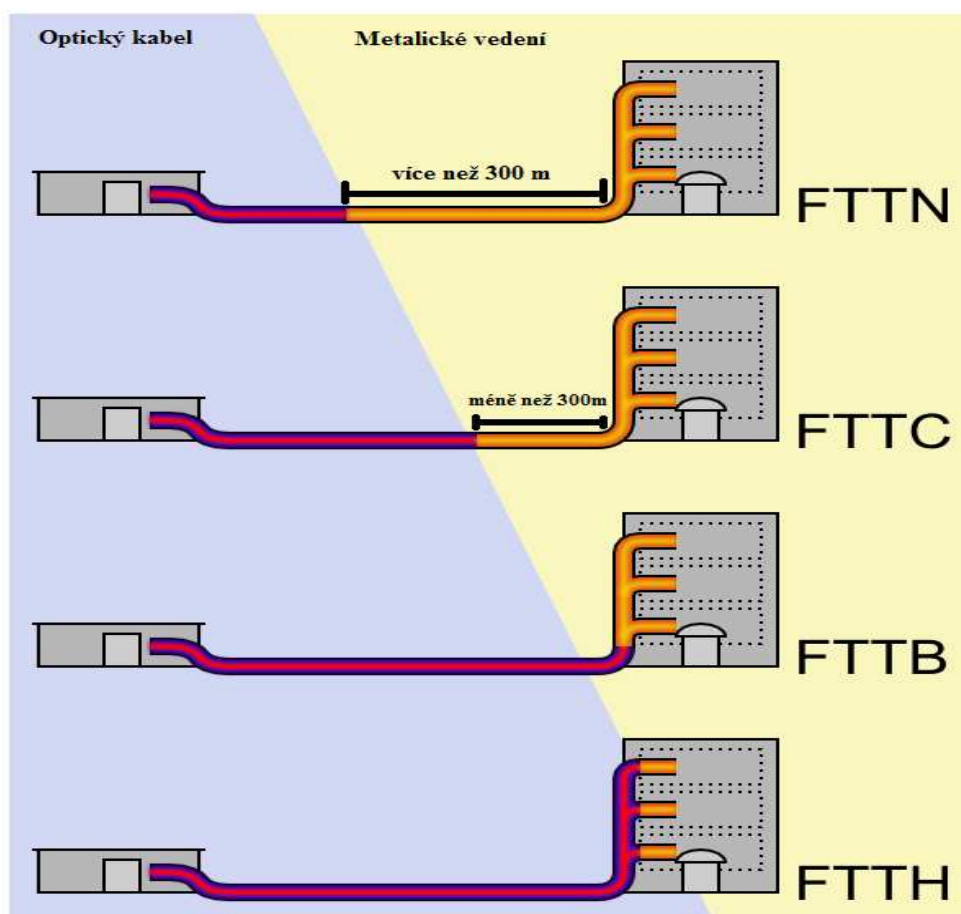 Optický kabel
Metalické vedení
více než 300 m
FTTN
méně než 300m
FTTC
FTTB
FTTH